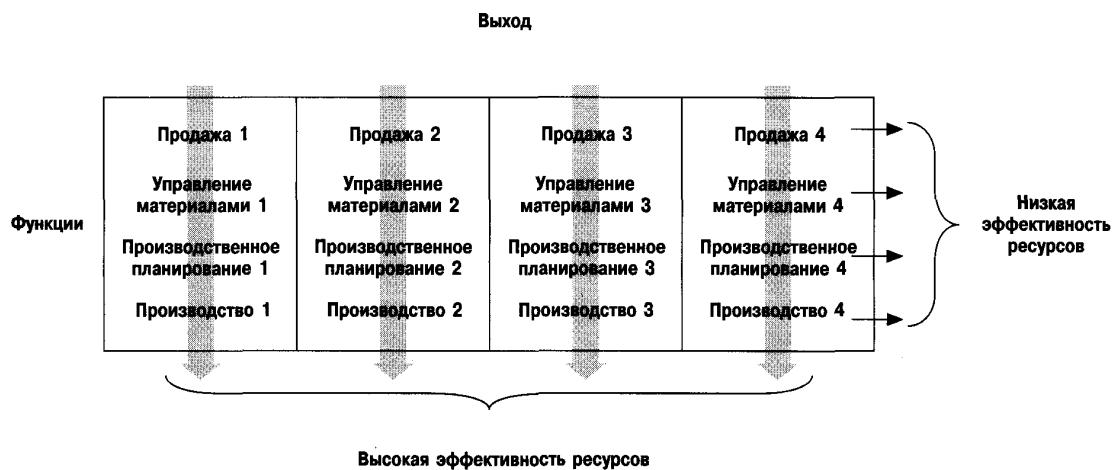 Выход
Продажа 1
Продажа 2
Продажа 3
Продажа 4
Управление
материалами 1
Управление
материалами 2
Управление
материалами 3
Управление
материалами 4
Функции
Низкая
эффективность
ресурсов
Производственное
планирование 1
Производственное
планирование 2
Производственное
планирование 3
Производственное
планирование 4
Производство 1
Производство 2
Производство 3
Производство 4
Высокая эффективность ресурсов